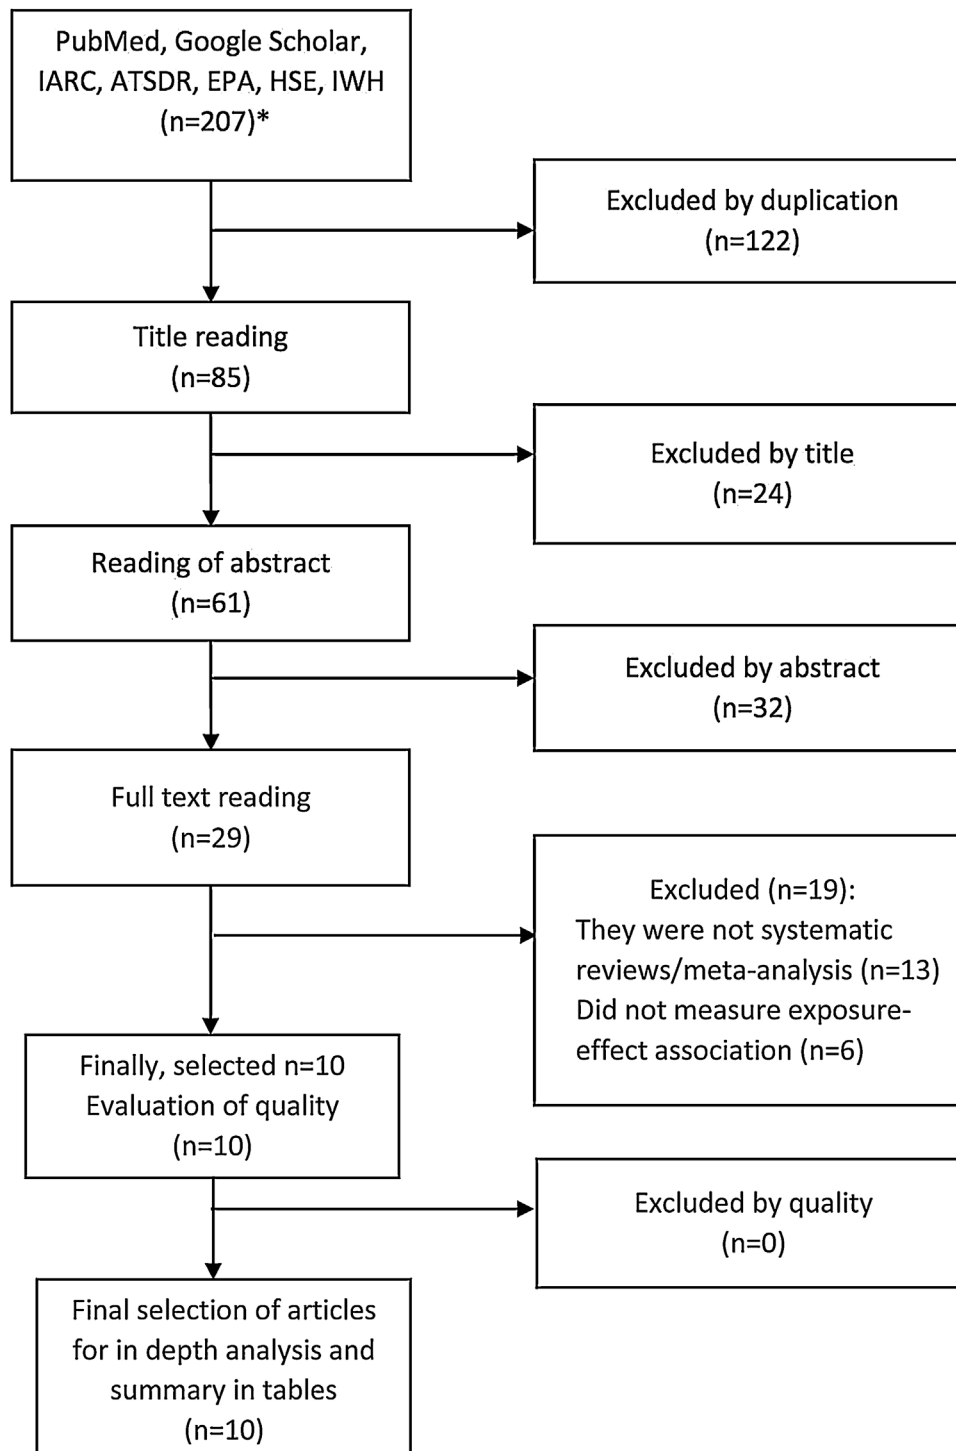 PubMed, Google Scholar,
IARC, ATSDR, EPA, HSE, IWH
(n=207)*
Excluded by duplication
(n=122)
Title reading
(n=85)
Excluded by title
(n=24)
Reading of abstract
(n=61)
Excluded by abstract
(n=32)
Full text reading
(n=29)
Excluded (n=19):
They were not systematic
reviews/meta-analysis (n=13)
Did not measure exposure-
effect association (n=6)
Finally, selected n=10
Evaluation of quality
(n=10)
Excluded by quality
(n=0)
Final selection of articles
for in depth analysis and
summary in tables
(n=10)